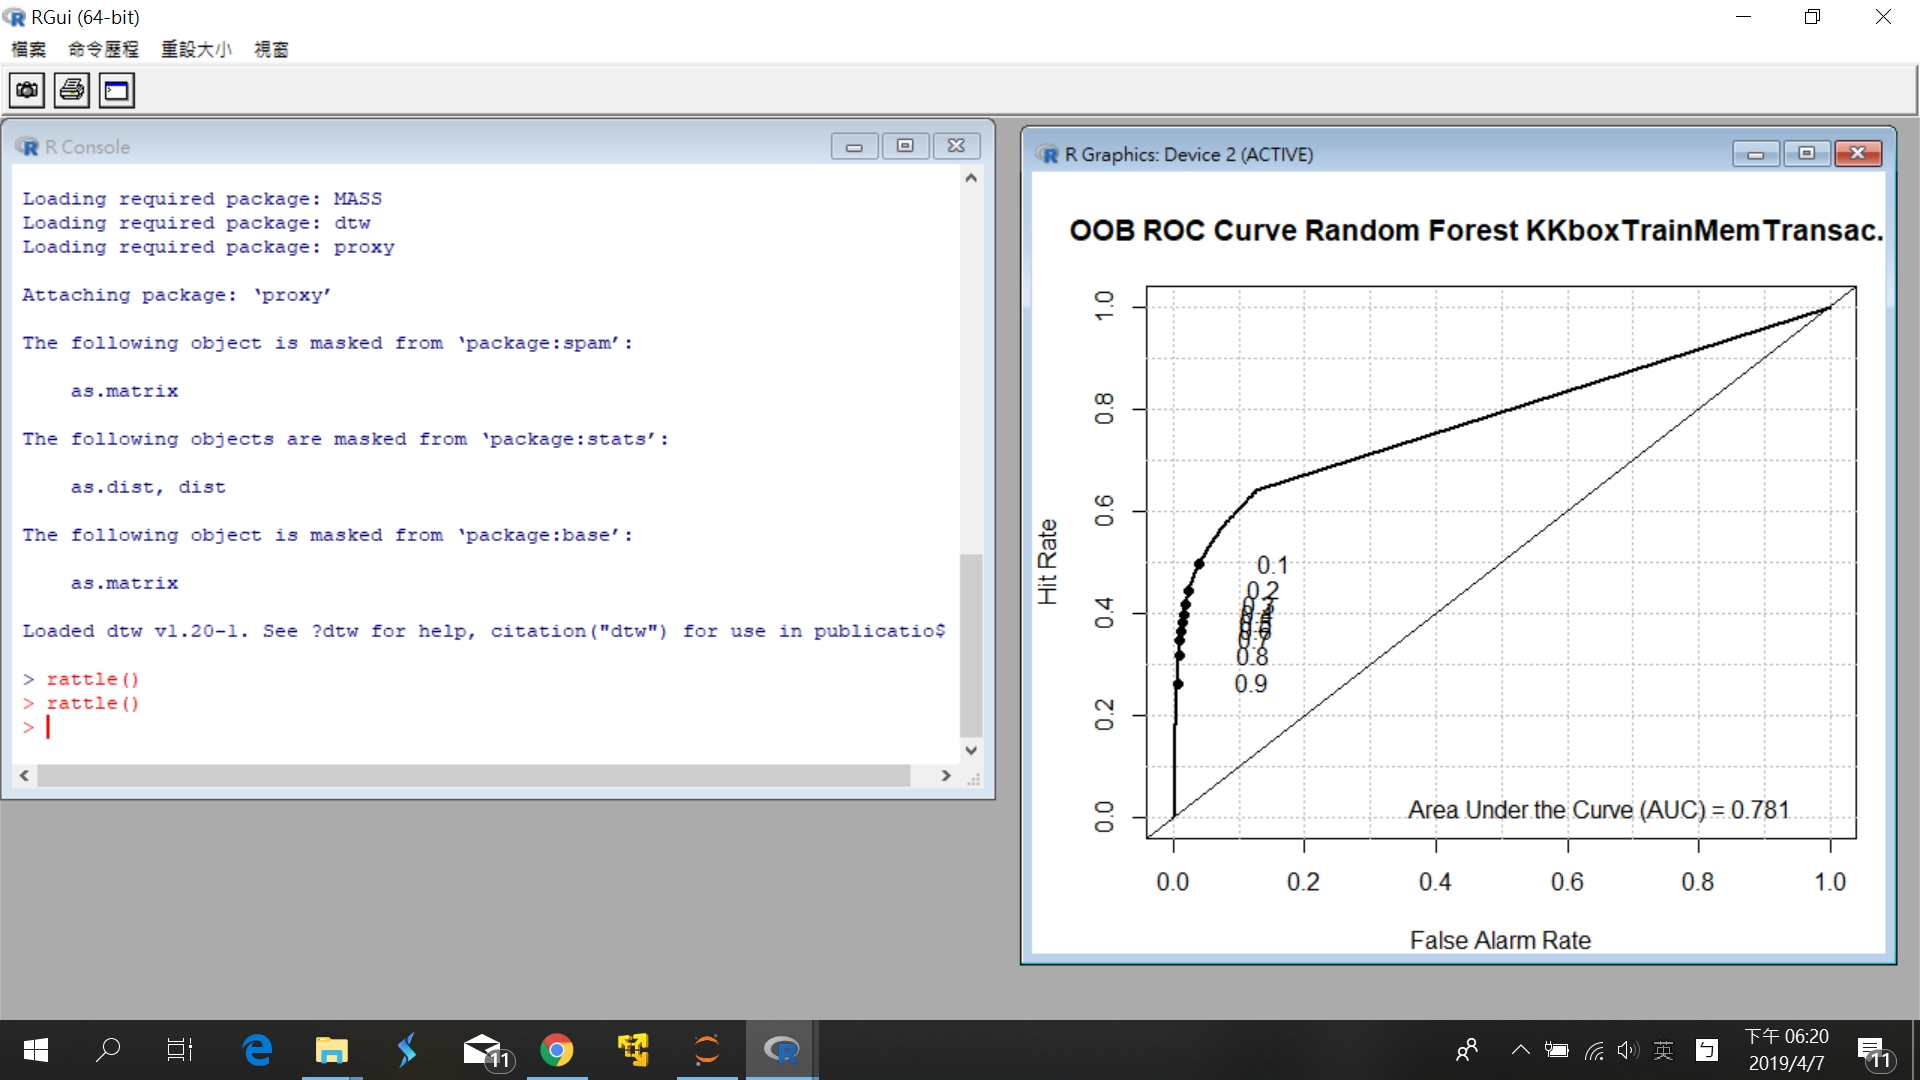 RGui (64-bit)
檔案 命令歷程 重設大小 視窗
R Console
Loading required package: MASS
Loading required package: dtw
Loading required package: proxy
Attaching package: ‘proxy’
The following object is masked from ‘package:spam’:
as.matrix
The following objects are masked from ‘package:stats’:
as.dist, dist
The following object is masked from ‘package:base’:
as.matrix
Loaded dtw v1.20-1. See ?dtw for help, citation("dtw") for use in publicatio$
> rattle()
> rattle()
>
R Graphics: Device 2 (ACTIVE)
OOB ROC Curve Random Forest KKboxTrainMemTransac.
Hit Rate
1.0
0.8
0.6
0.4
0.2
0.0
0.1
0.2
0.3
0.7
0.8
0.9
Area Under the Curve (AUC) = 0.781
0.0 0.2 0.4 0.6 0.8 1.0
False Alarm Rate
11
英
下午 06:20
2019/4/7
11